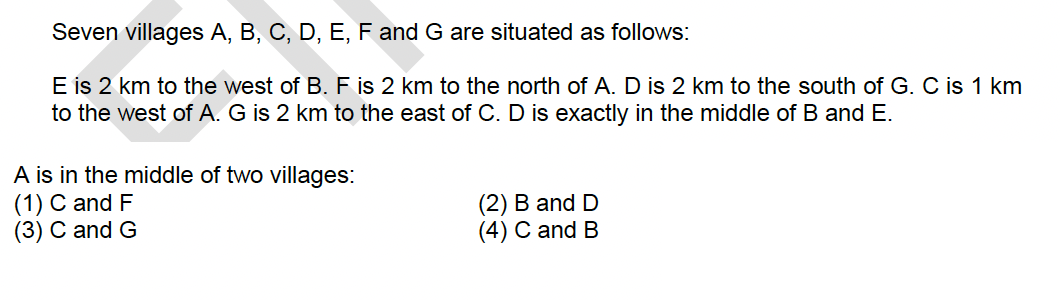 Seven villages A, B, C, D, E, F and G are situated as follows:
E is 2 km to the west of B. F is 2 km to the north of A. D is 2 km to the south of G. C is 1 km
to the west of A. G is 2 km to the east of C. D is exactly in the middle of B and E.
A is in the middle of two villages:
(1) C and F (2) B and D
(3) C and G (4) C and B